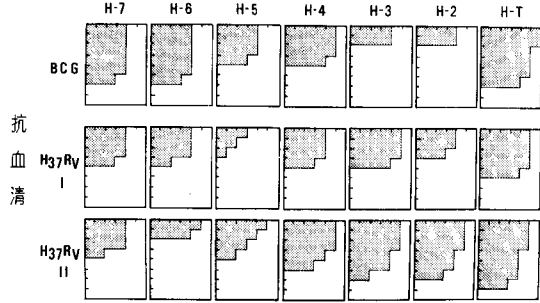 H-7 H-6 H-5 H-4 H-3 H-2 H-T
BCG
抗血清
H37RV I
H37RV II